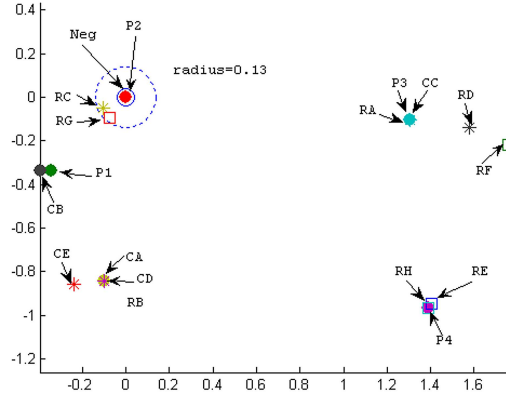 0.4
P2
Neg
0.2
radius=0.13
P3
CC
RC
0
RA
RD
RG
-0.2
RF
P1
-0.4
CB
-0.6
CE
CA
RH
RE
-0.8
CD
RB
-1
P4
-1.2
-0.2
0
0.2
0.4
0.6
0.8
1
1.2
1.4
1.6